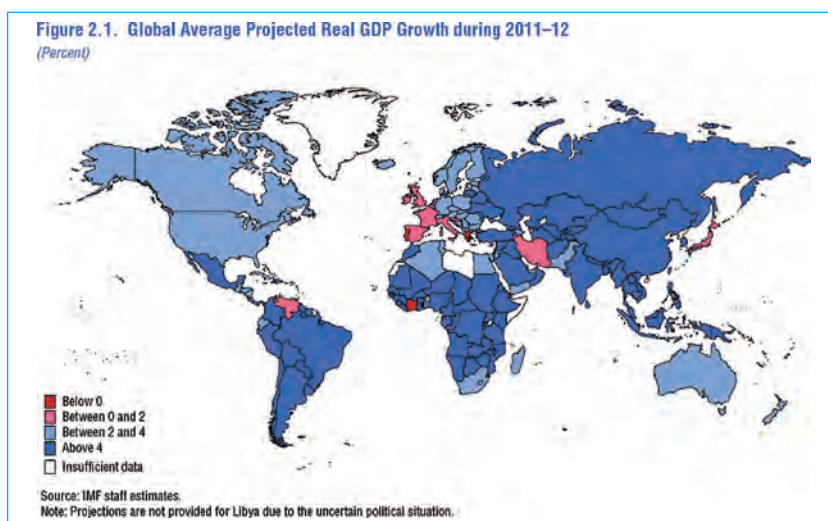 Figure 2.1. Global Average Projected Real GDP Growth during 2011–12
(Percent)
Below 0
Between 0 and 2
Between 2 and 4
Above 4
Insufficient data
Source: IMF staff estimates.
Note: Projections are not provided for Libya due to the uncertain political situation.